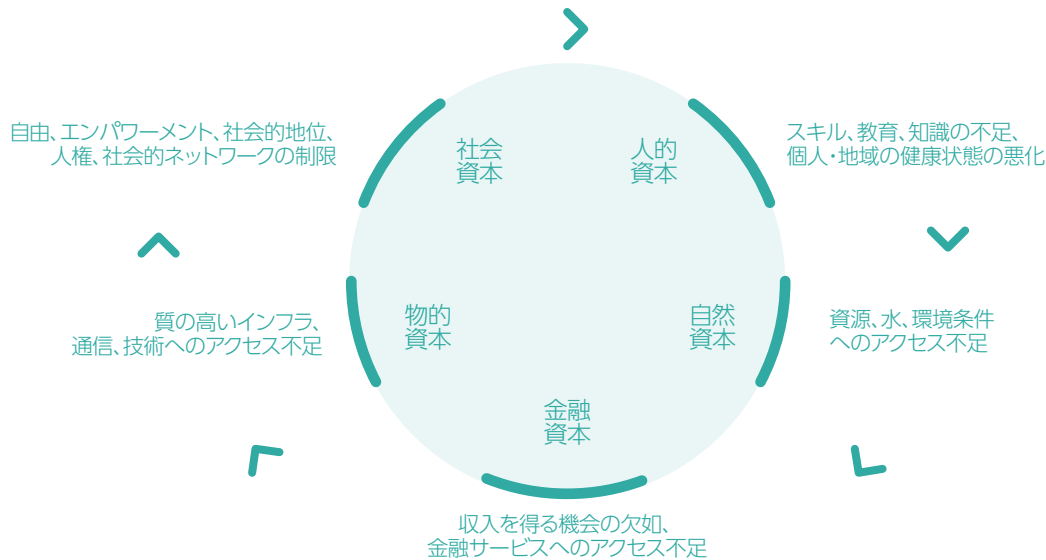 自由、エンパワーメント、社会的地位、
人権、社会的ネットワークの制限
社会
資本
人的
資本
スキル、教育、知識の不足、
個人・地域の健康状態の悪化
質の高いインフラ、
通信、技術へのアクセス不足
物的
資本
自然
資本
資源、水、環境条件
へのアクセス不足
金融
資本
収入を得る機会の欠如、
金融サービスへのアクセス不足